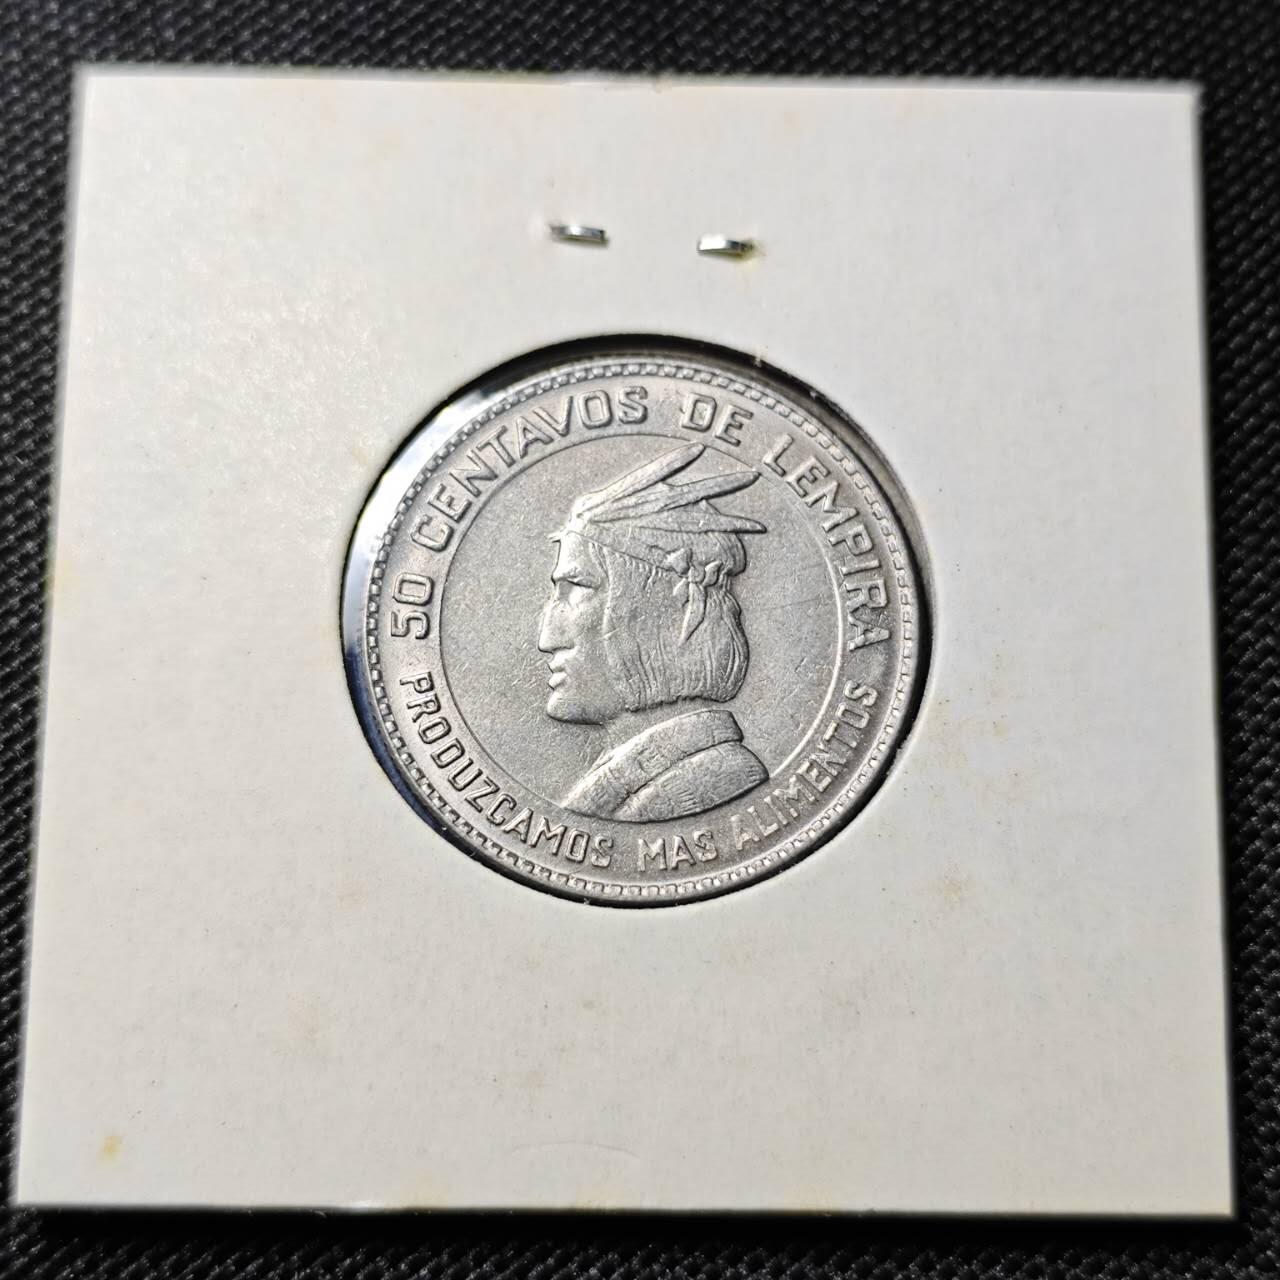 50 CENTAVOS DE LEMPIRA
PRODUZCAMOS MAS ALIMENTOS